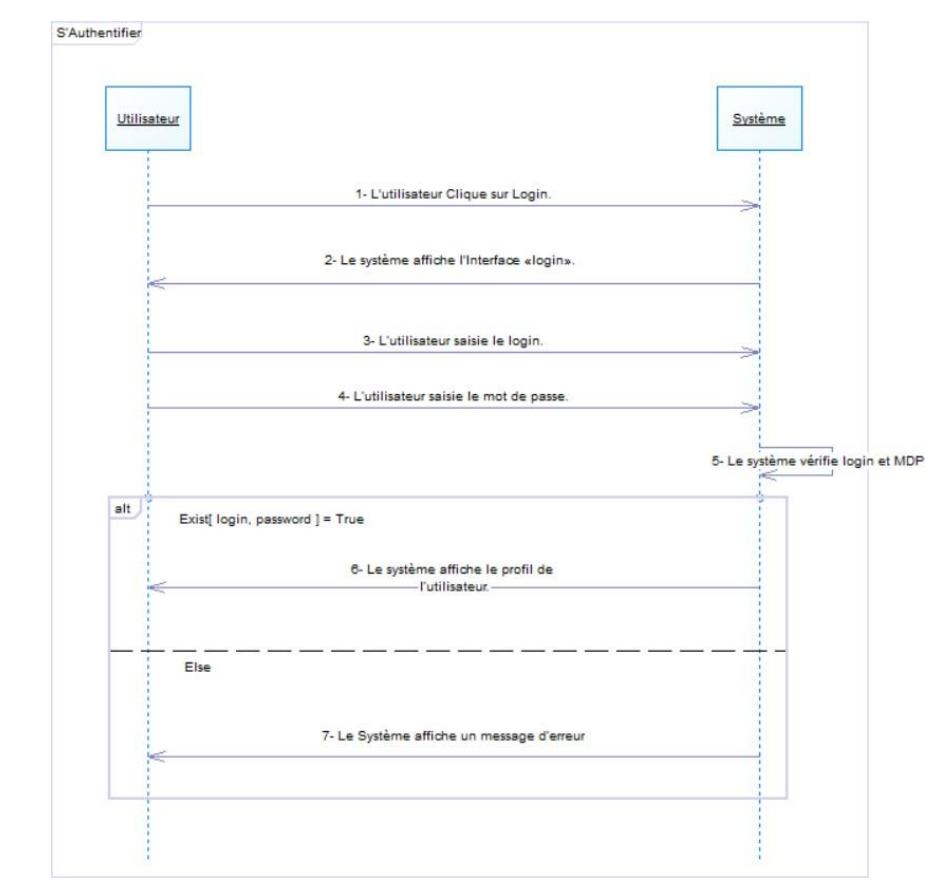 S'Authentifier
Utilisateur
Système
1- L'utilisateur Clique sur Login.
2- Le système affiche l'Interface «login».
3- L'utilisateur saisie le login.
4- L'utilisateur saisie le mot de passe.
5- Le système vérifie login et MDP
alt
Exist[ login, password ] = True
6- Le système affiche le profil de
l'utilisateur.
Else
7- Le Système affiche un message d'erreur